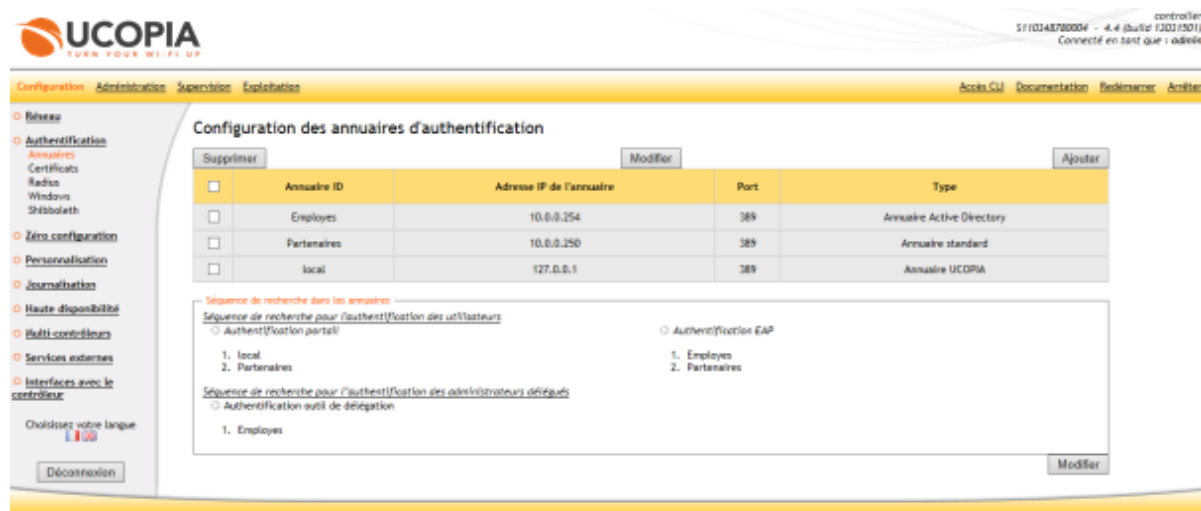 UCOPIA
TURN YOUR WI-FI UP
controller
S110348780004 - 4.4 (build 12021501)
Connecté en tant que : admin
Configuration Administration Supervision Exploitation
Accès CLI Documentation Redémarrer Arrêter
Réseau
Authentification
Annuaires
Certificats
Radius
Windows
Shibboleth
Zéro configuration
Personnalisation
Journalisation
Haute disponibilité
Multi-contrôleurs
Services externes
Interfaces avec le
contrôleur
Choisissez votre langue
Déconnexion
Configuration des annuaires d'authentification
Supprimer Modifier Ajouter
Annuaire ID Adresse IP de l'annuaire Port Type
Employes 10.0.0.254 389 Annuaire Active Directory
Partenaires 10.0.0.250 389 Annuaire standard
local 127.0.0.1 389 Annuaire UCOPIA
Séquence de recherche dans les annuaires
Séquence de recherche pour l'authentification des utilisateurs
Authentification portail Authentification EAP
1. local 1. Employes
2. Partenaires 2. Partenaires
Séquence de recherche pour l'authentification des administrateurs délégués
Authentification outil de délégation
1. Employes
Modifier